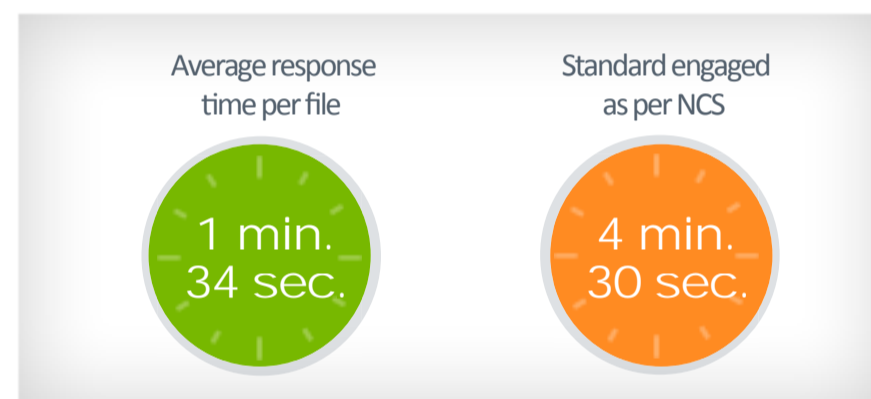 Average response
time per file
1 min.
34 sec.
Standard engaged
as per NCS
4 min.
30 sec.